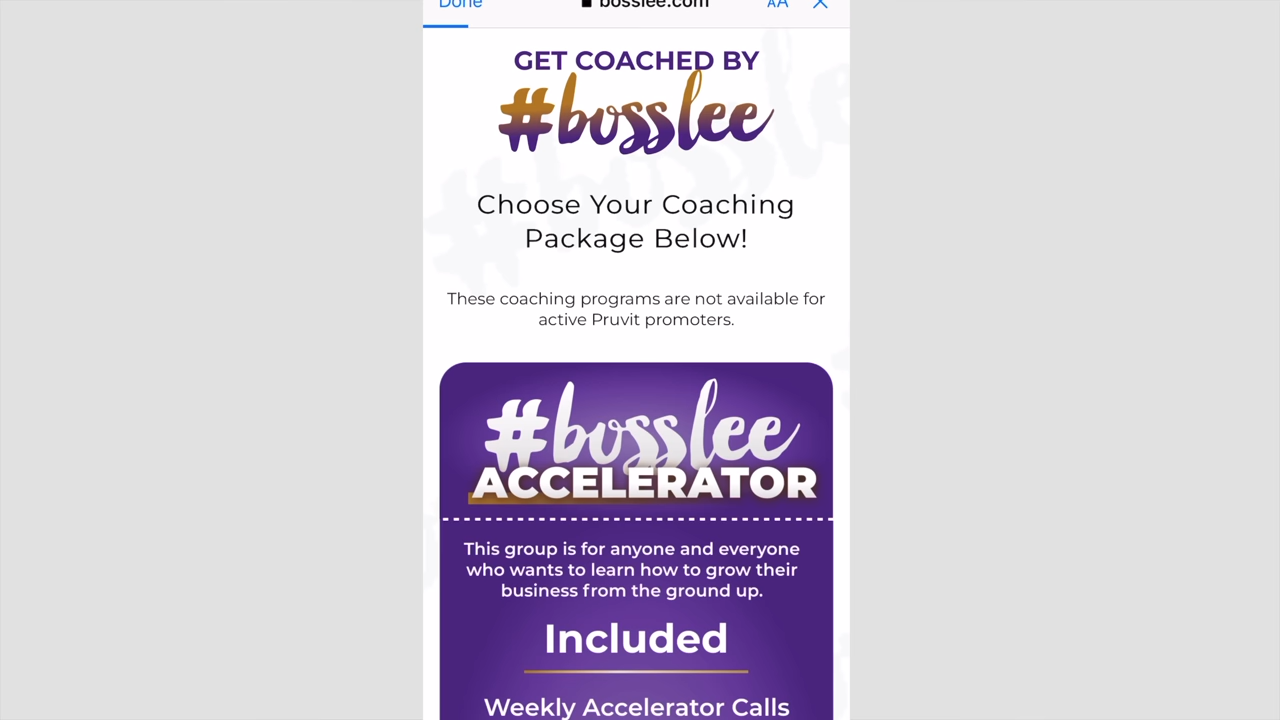 Done
bosslee.com
AA
GET COACHED BY
#bosslee
Choose Your Coaching
Package Below!
These coaching programs are not available for
active Pruvit promoters.
#bosslee
ACCELERATOR
This group is for anyone and everyone
who wants to learn how to grow their
business from the ground up.
Included
Weekly Accelerator Calls